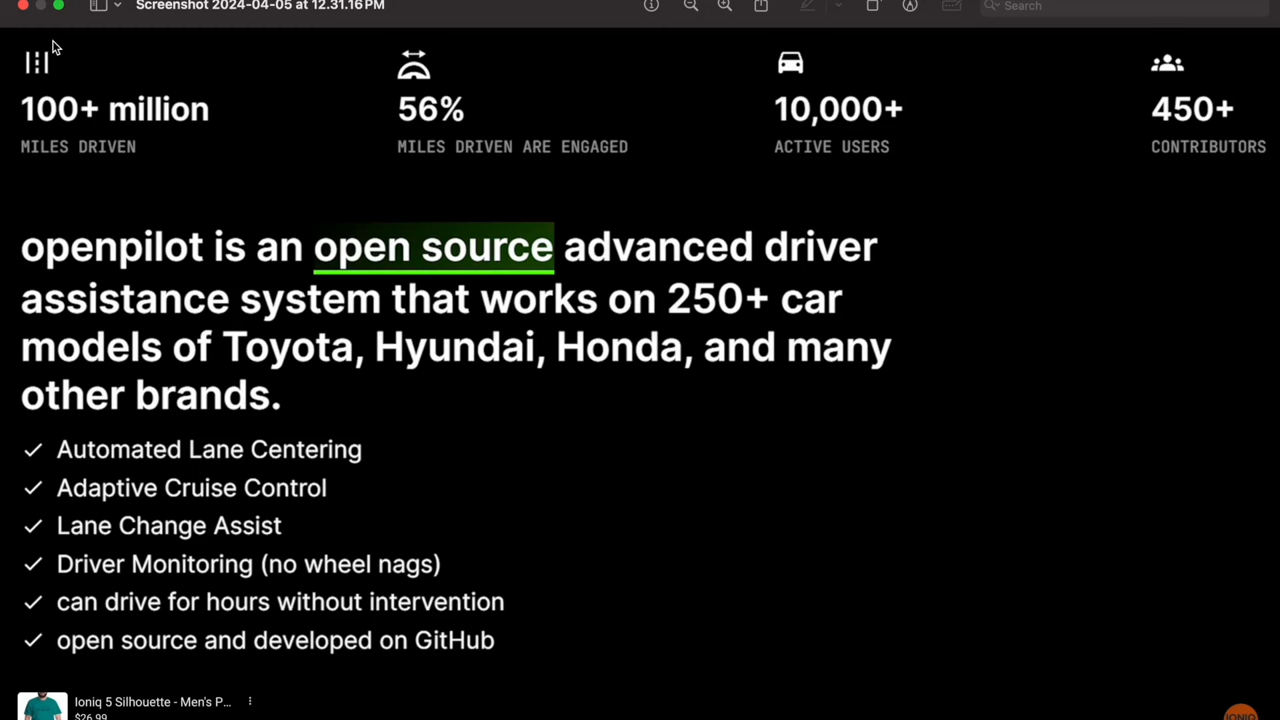 Screenshot 2024-04-05 at 12.31.16 PM
Search
100+ million
56%
10,000+
450+
MILES DRIVEN
MILES DRIVEN ARE ENGAGED
ACTIVE USERS
CONTRIBUTORS
openpilot is an open source advanced driver
assistance system that works on 250+ car
models of Toyota, Hyundai, Honda, and many
other brands.
✓ Automated Lane Centering
✓ Adaptive Cruise Control
✓ Lane Change Assist
✓ Driver Monitoring (no wheel nags)
✓ can drive for hours without intervention
✓ open source and developed on GitHub
Ioniq 5 Silhouette - Men's P...
$26.99
IONIQ